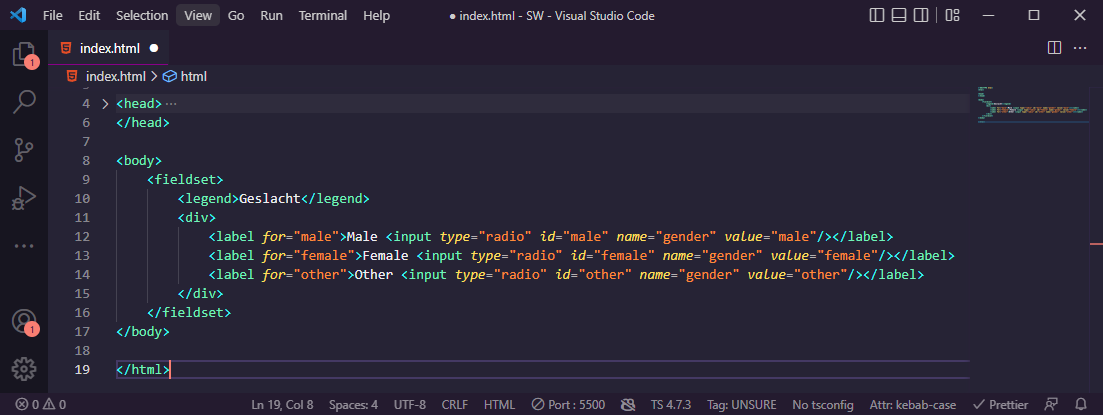 File Edit Selection View Go Run Terminal Help ● index.html - SW - Visual Studio Code
index.html ●
index.html > html
4 <head> ···
6 </head>
7
8 <body>
9 <fieldset>
10 <legend>Geslacht</legend>
11 <div>
12 <label for="male">Male <input type="radio" id="male" name="gender" value="male"/></label>
13 <label for="female">Female <input type="radio" id="female" name="gender" value="female"/></label>
14 <label for="other">Other <input type="radio" id="other" name="gender" value="other"/></label>
15 </div>
16 </fieldset>
17 </body>
18
19 </html>
1
1
0 0 Ln 19, Col 8 Spaces: 4 UTF-8 CRLF HTML Port : 5500 TS 4.7.3 Tag: UNSURE No tsconfig Attr: kebab-case Prettier